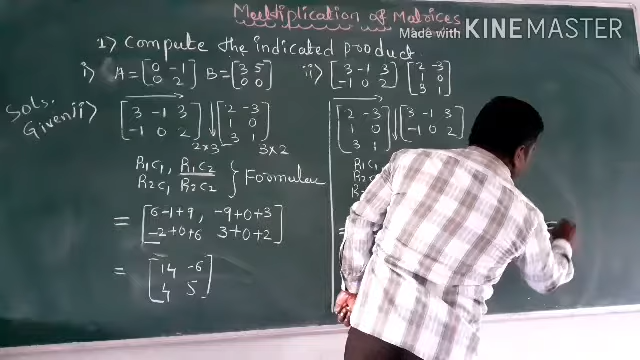 Multiplication of Matrices
Made with KINEMASTER
1> Compute the indicated product.
i) A = [0 -1; 0 2] B = [3 5; 0 0] ii) [3 -1 3; -1 0 2] [2 -3; 1 0; 3 1]
Sols. Given ii>
[3 -1 3; -1 0 2] 2×3 [2 -3; 1 0; 3 1] 3×2
[2 -3; 1 0; 3 1] [3 -1 3; -1 0 2]
R1C1, R1C2
R2C1 R2C2 } Formulae
R1C1
R2C
= [6-1+9, -9+0+3; -2+0+6 3+0+2]
= [14 -6; 4 5]